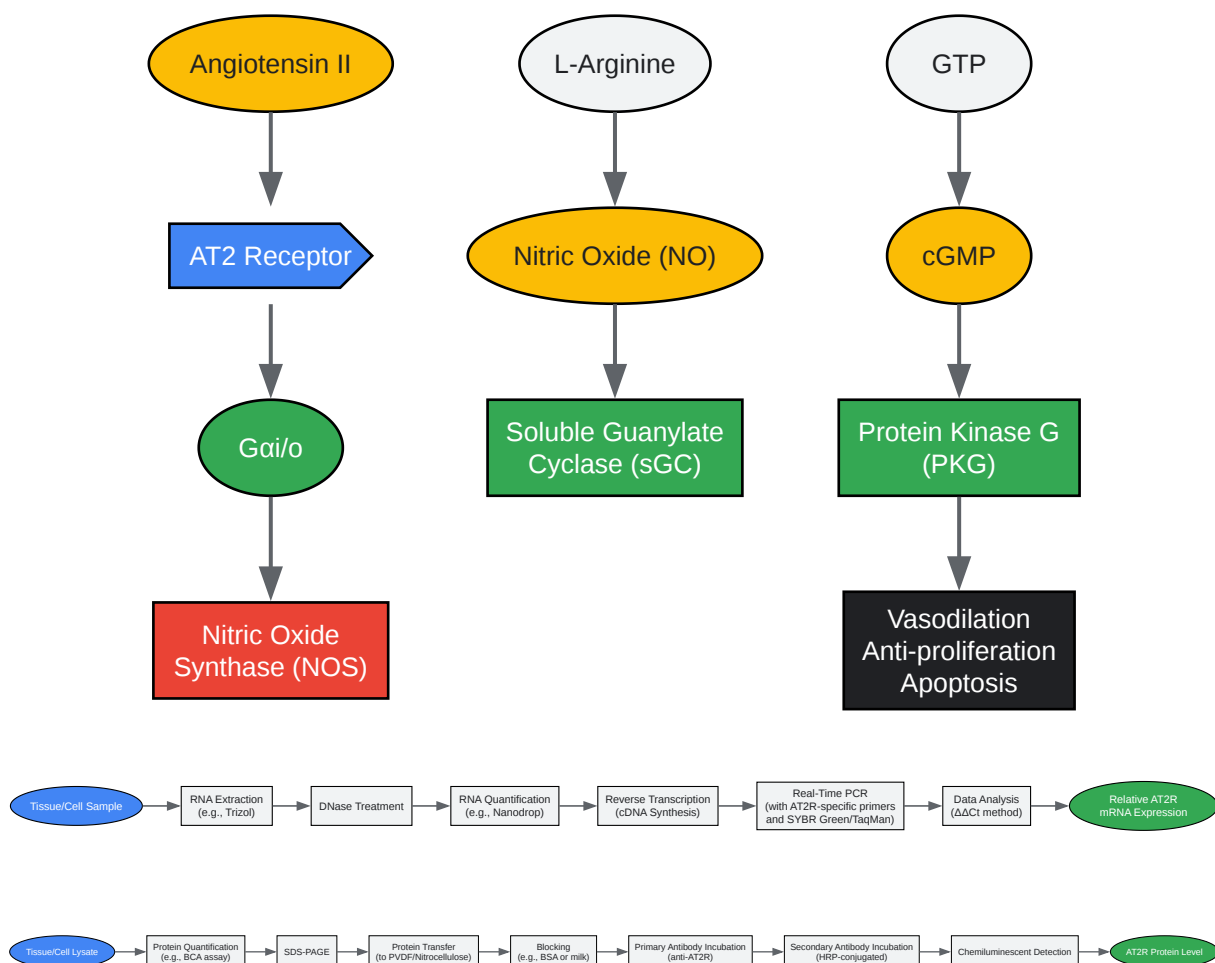 Angiotensin II
L-Arginine
GTP
AT2 Receptor
Nitric Oxide (NO)
cGMP
Gαi/o
Soluble Guanylate
Cyclase (sGC)
Protein Kinase G
(PKG)
Nitric Oxide
Synthase (NOS)
Vasodilation
Anti-proliferation
Apoptosis
Tissue/Cell Sample
RNA Extraction
(e.g., Trizol)
DNase Treatment
RNA Quantification
(e.g., Nanodrop)
Reverse Transcription
(cDNA Synthesis)
Real-Time PCR
(with AT2R-specific primers
and SYBR Green/TaqMan)
Data Analysis
(ΔΔCt method)
Relative AT2R
mRNA Expression
Tissue/Cell Lysate
Protein Quantification
(e.g., BCA assay)
SDS-PAGE
Protein Transfer
(to PVDF/Nitrocellulose)
Blocking
(e.g., BSA or milk)
Primary Antibody Incubation
(anti-AT2R)
Secondary Antibody Incubation
(HRP-conjugated)
Chemiluminescent Detection
AT2R Protein Level